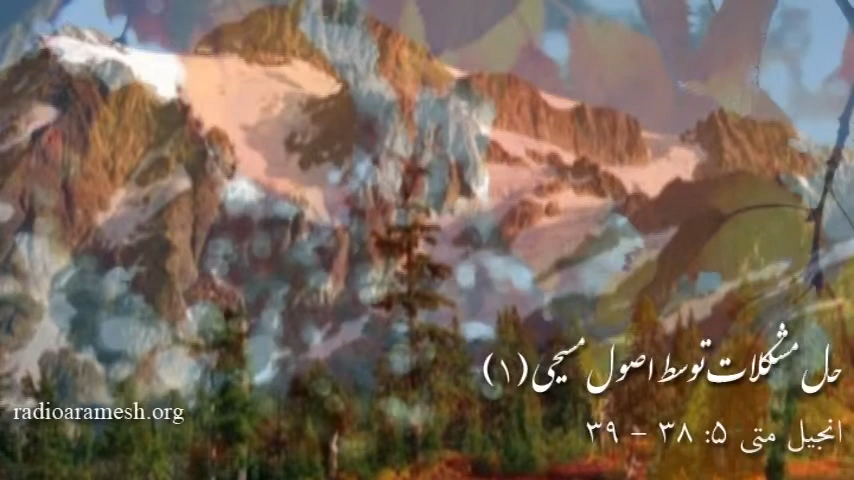 حل مشکلات توسط اصول مسیحی (۱)
radioaramesh.org
انجیل متی ۵: ۳۸ - ۳۹